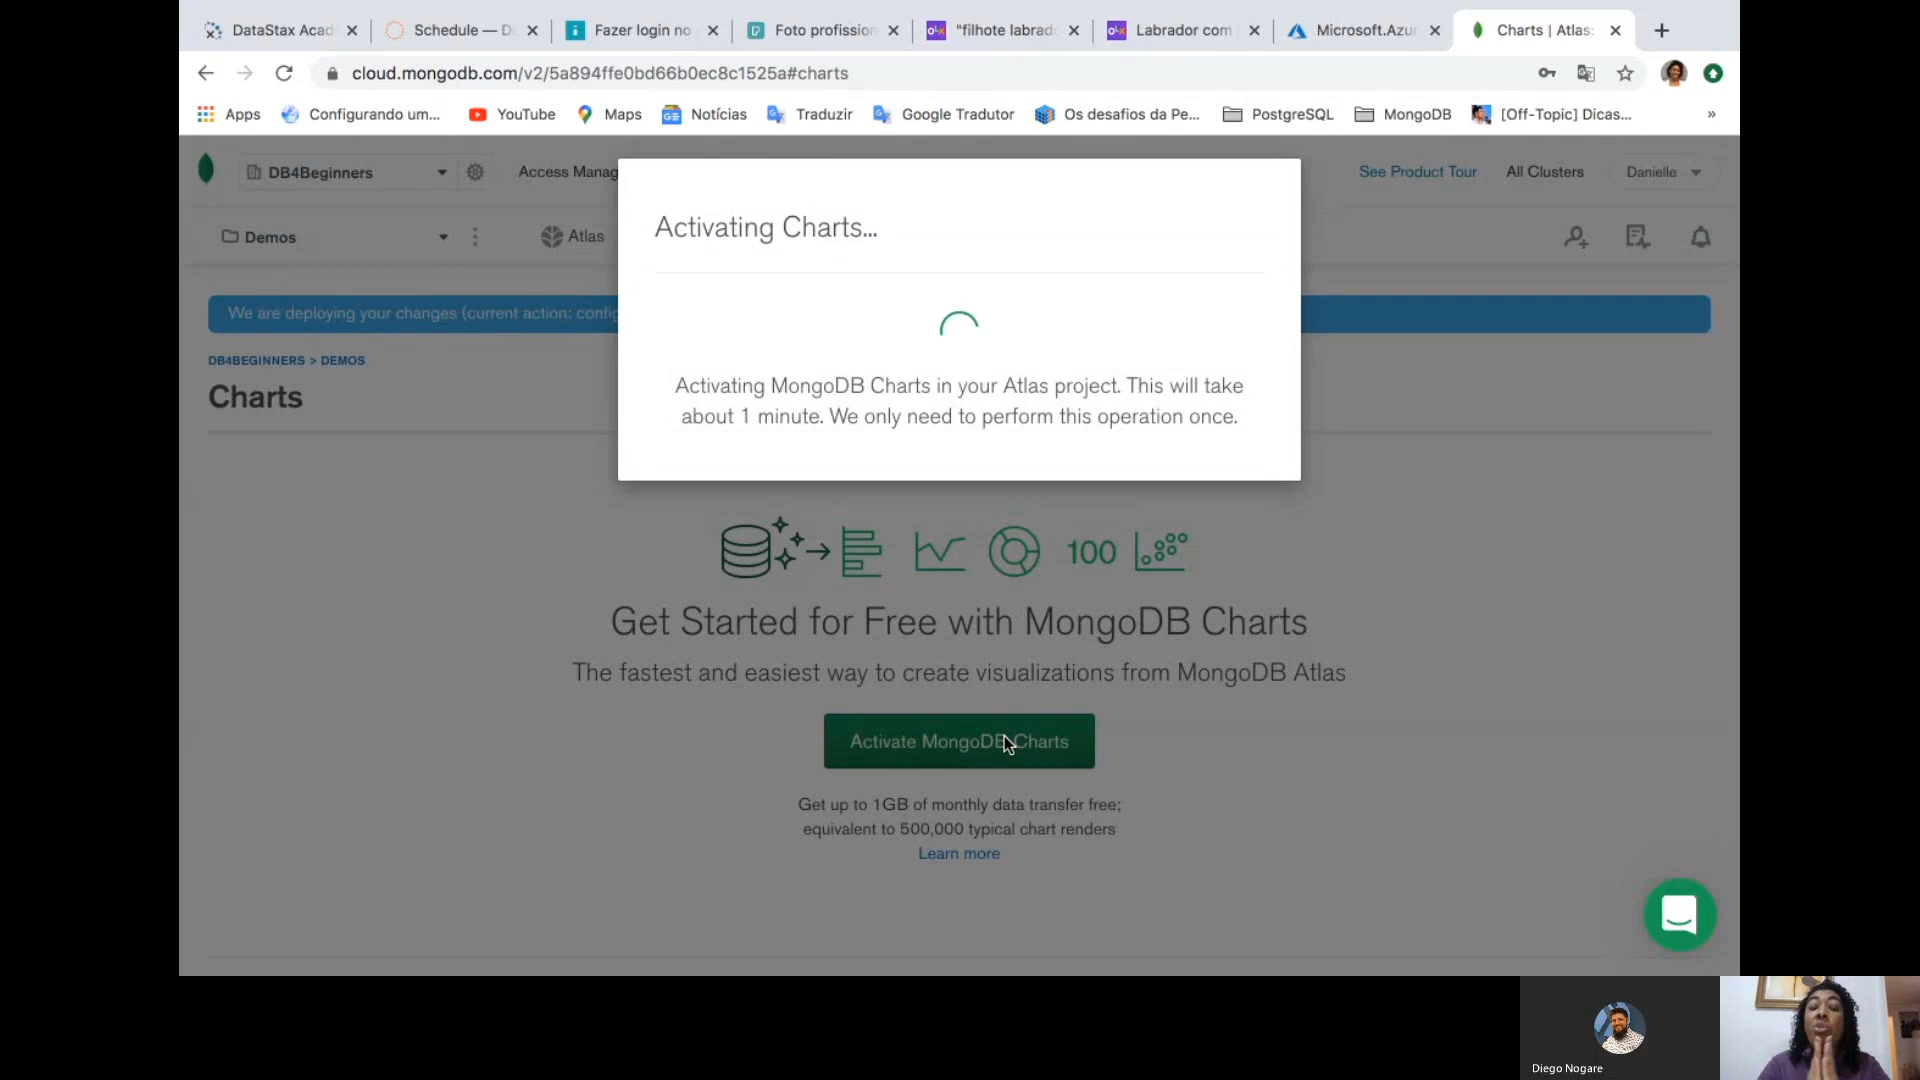 DataStax Acad
Schedule — D
Fazer login no
Foto profission
"filhote labrad
Labrador com
Microsoft.Azur
Charts | Atlas:
cloud.mongodb.com/v2/5a894ffe0bd66b0ec8c1525a#charts
Apps
Configurando um...
YouTube
Maps
Notícias
Traduzir
Google Tradutor
Os desafios da Pe...
PostgreSQL
MongoDB
[Off-Topic] Dicas...
»
DB4Beginners
Access Manag
See Product Tour
All Clusters
Danielle
Demos
Atlas
Activating Charts...
We are deploying your changes (current action: config
Activating MongoDB Charts in your Atlas project. This will take
about 1 minute. We only need to perform this operation once.
DB4BEGINNERS > DEMOS
Charts
100
Get Started for Free with MongoDB Charts
The fastest and easiest way to create visualizations from MongoDB Atlas
Activate MongoDB Charts
Get up to 1GB of monthly data transfer free;
equivalent to 500,000 typical chart renders
Learn more
Diego Nogare